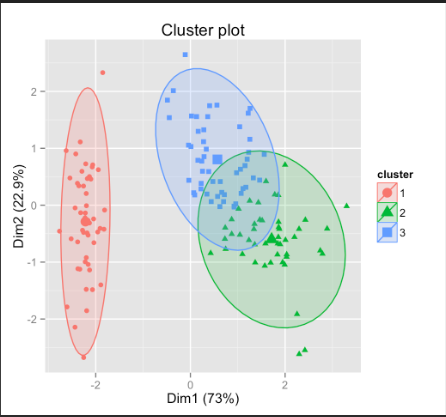 Cluster plot
2
1
0
-1
-2
Dim2 (22.9%)
-2
0
2
Dim1 (73%)
cluster
1
2
3